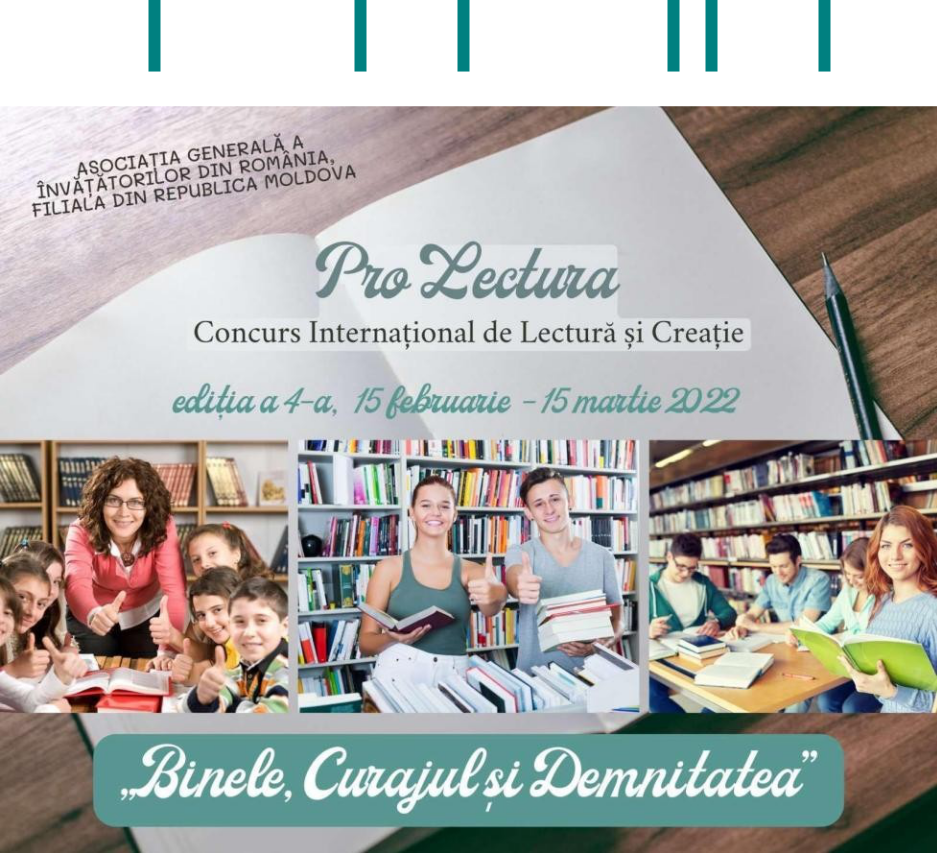 ASOCIAȚIA GENERALĂ A
ÎNVĂȚĂTORILOR DIN ROMÂNIA,
FILIALA DIN REPUBLICA MOLDOVA
Pro Lectura
Concurs Internațional de Lectură și Creație
ediția a 4-a, 15 februarie - 15 martie 2022
„Binele, Curajul și Demnitatea”